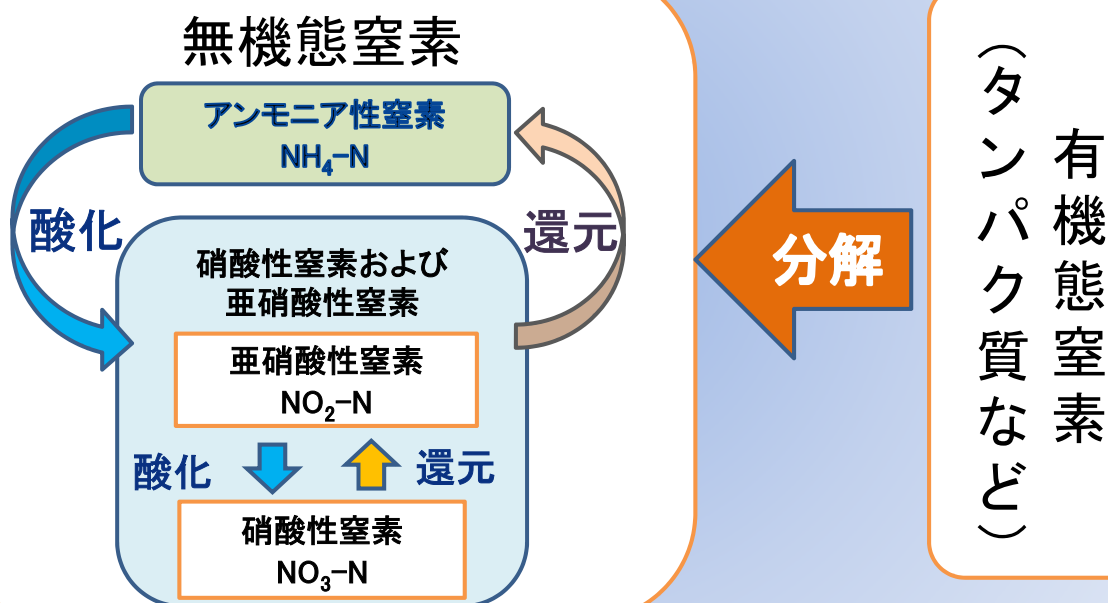 無機態窒素
アンモニア性窒素
NH₄-N
酸化
還元
硝酸性窒素および
亜硝酸性窒素
亜硝酸性窒素
NO₂-N
酸化
還元
硝酸性窒素
NO₃-N
分解
有機態窒素
(タンパク質など)